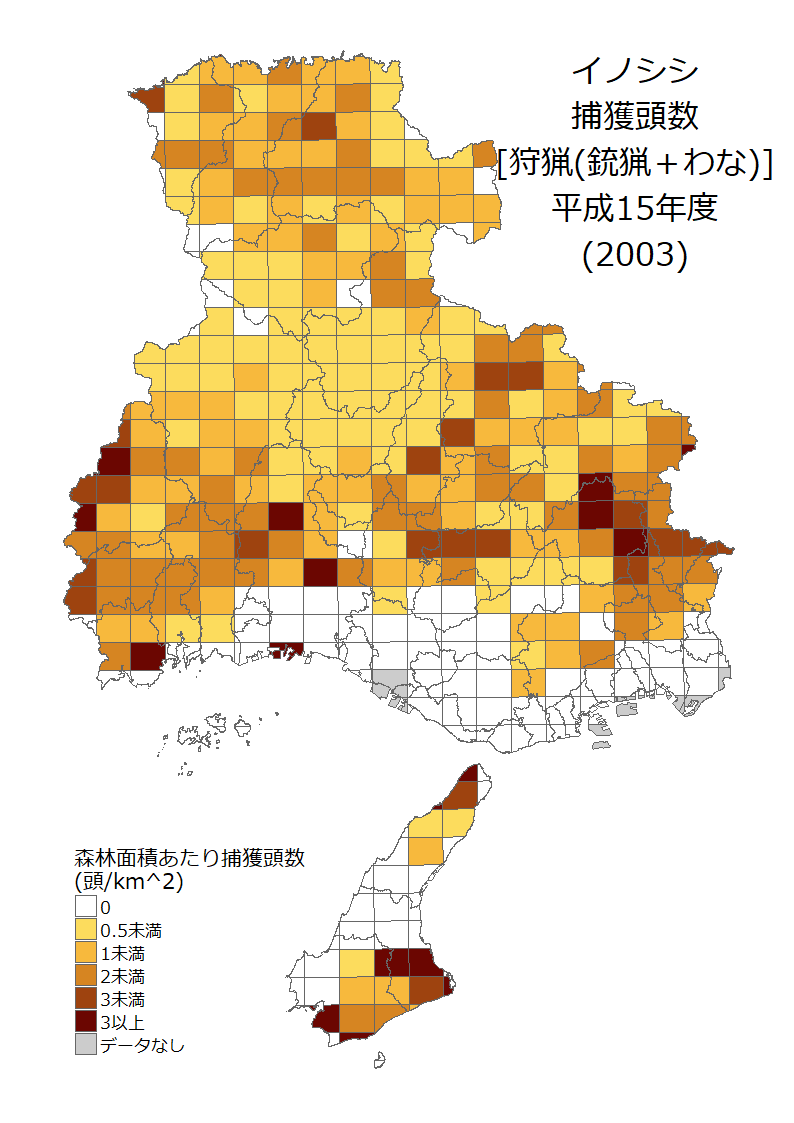 イノシシ
捕獲頭数
[狩猟(銃猟＋わな)]
平成15年度
(2003)
森林面積あたり捕獲頭数
(頭/km^2)
0
0.5未満
1未満
2未満
3未満
3以上
データなし